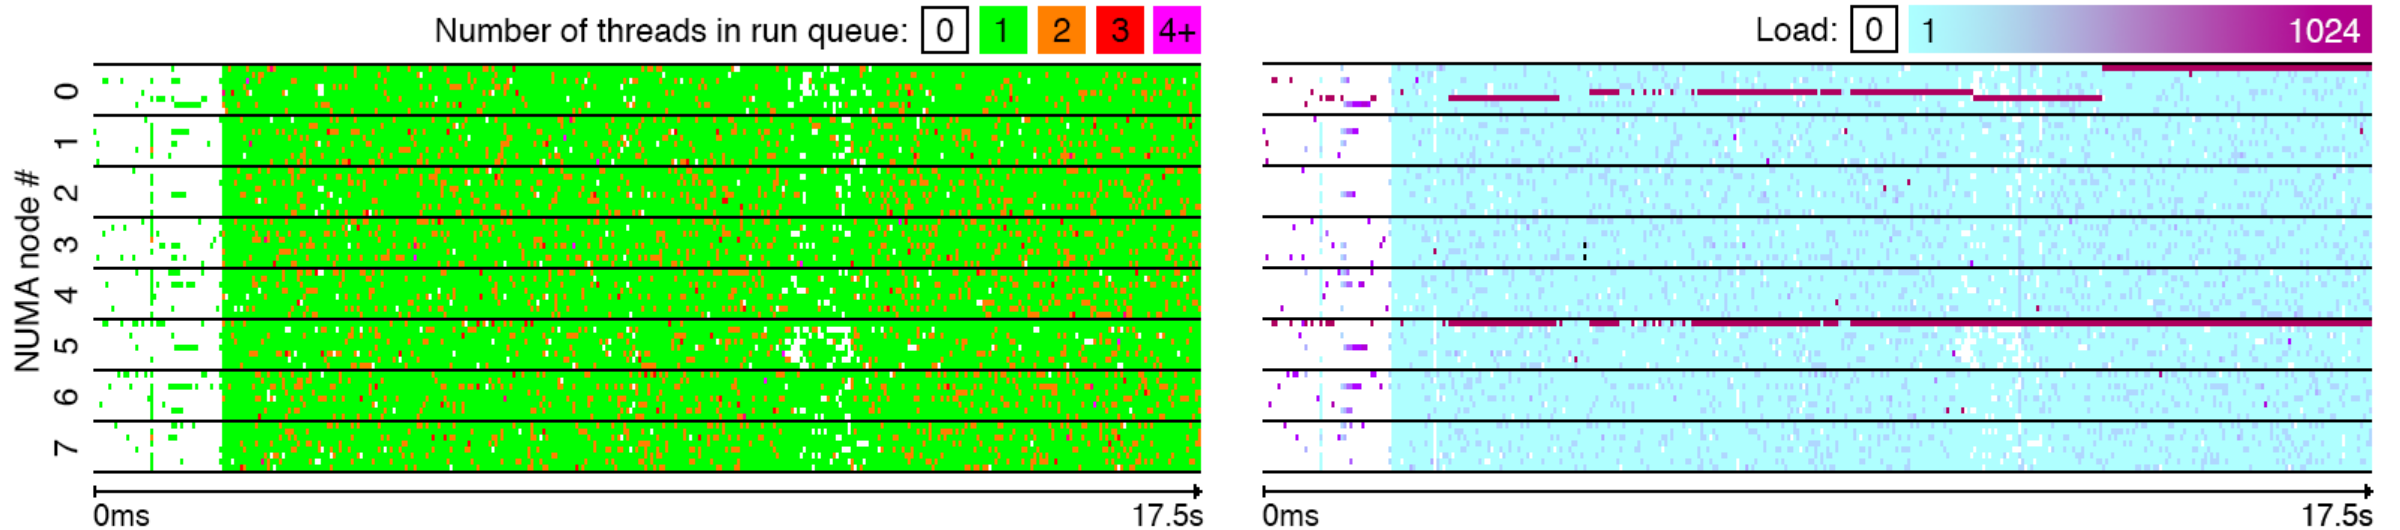 Number of threads in run queue: 0 1 2 3 4+
Load: 0 1 1024
NUMA node #
0
1
2
3
4
5
6
7
0ms 17.5s
0ms 17.5s